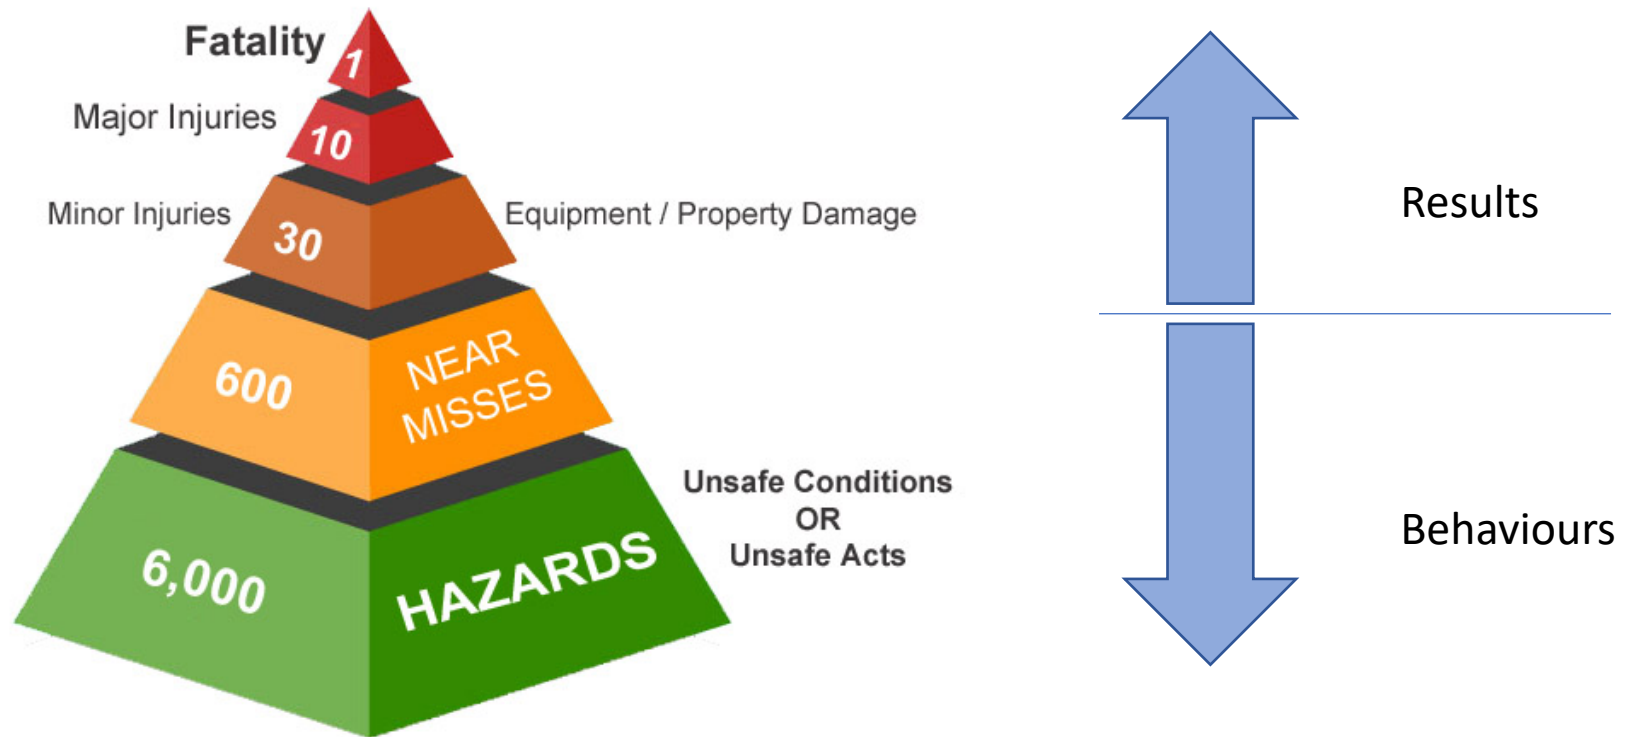 Fatality
1
Major Injuries
10
Minor Injuries
30
Equipment / Property Damage
Results
600
NEAR
MISSES
Unsafe Conditions
OR
Unsafe Acts
6,000
HAZARDS
Behaviours